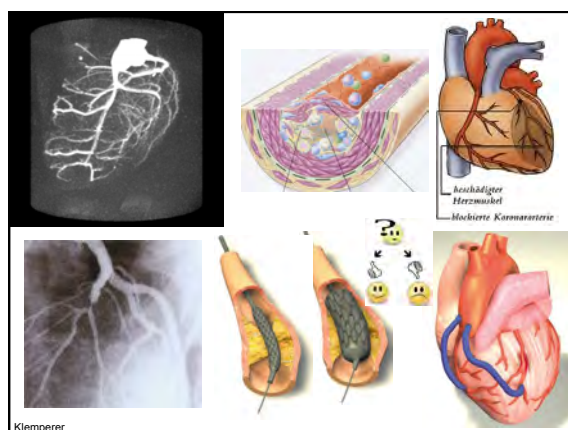 beschädigter
Herzmuskel
blockierte Koronararterie
?
Klemperer